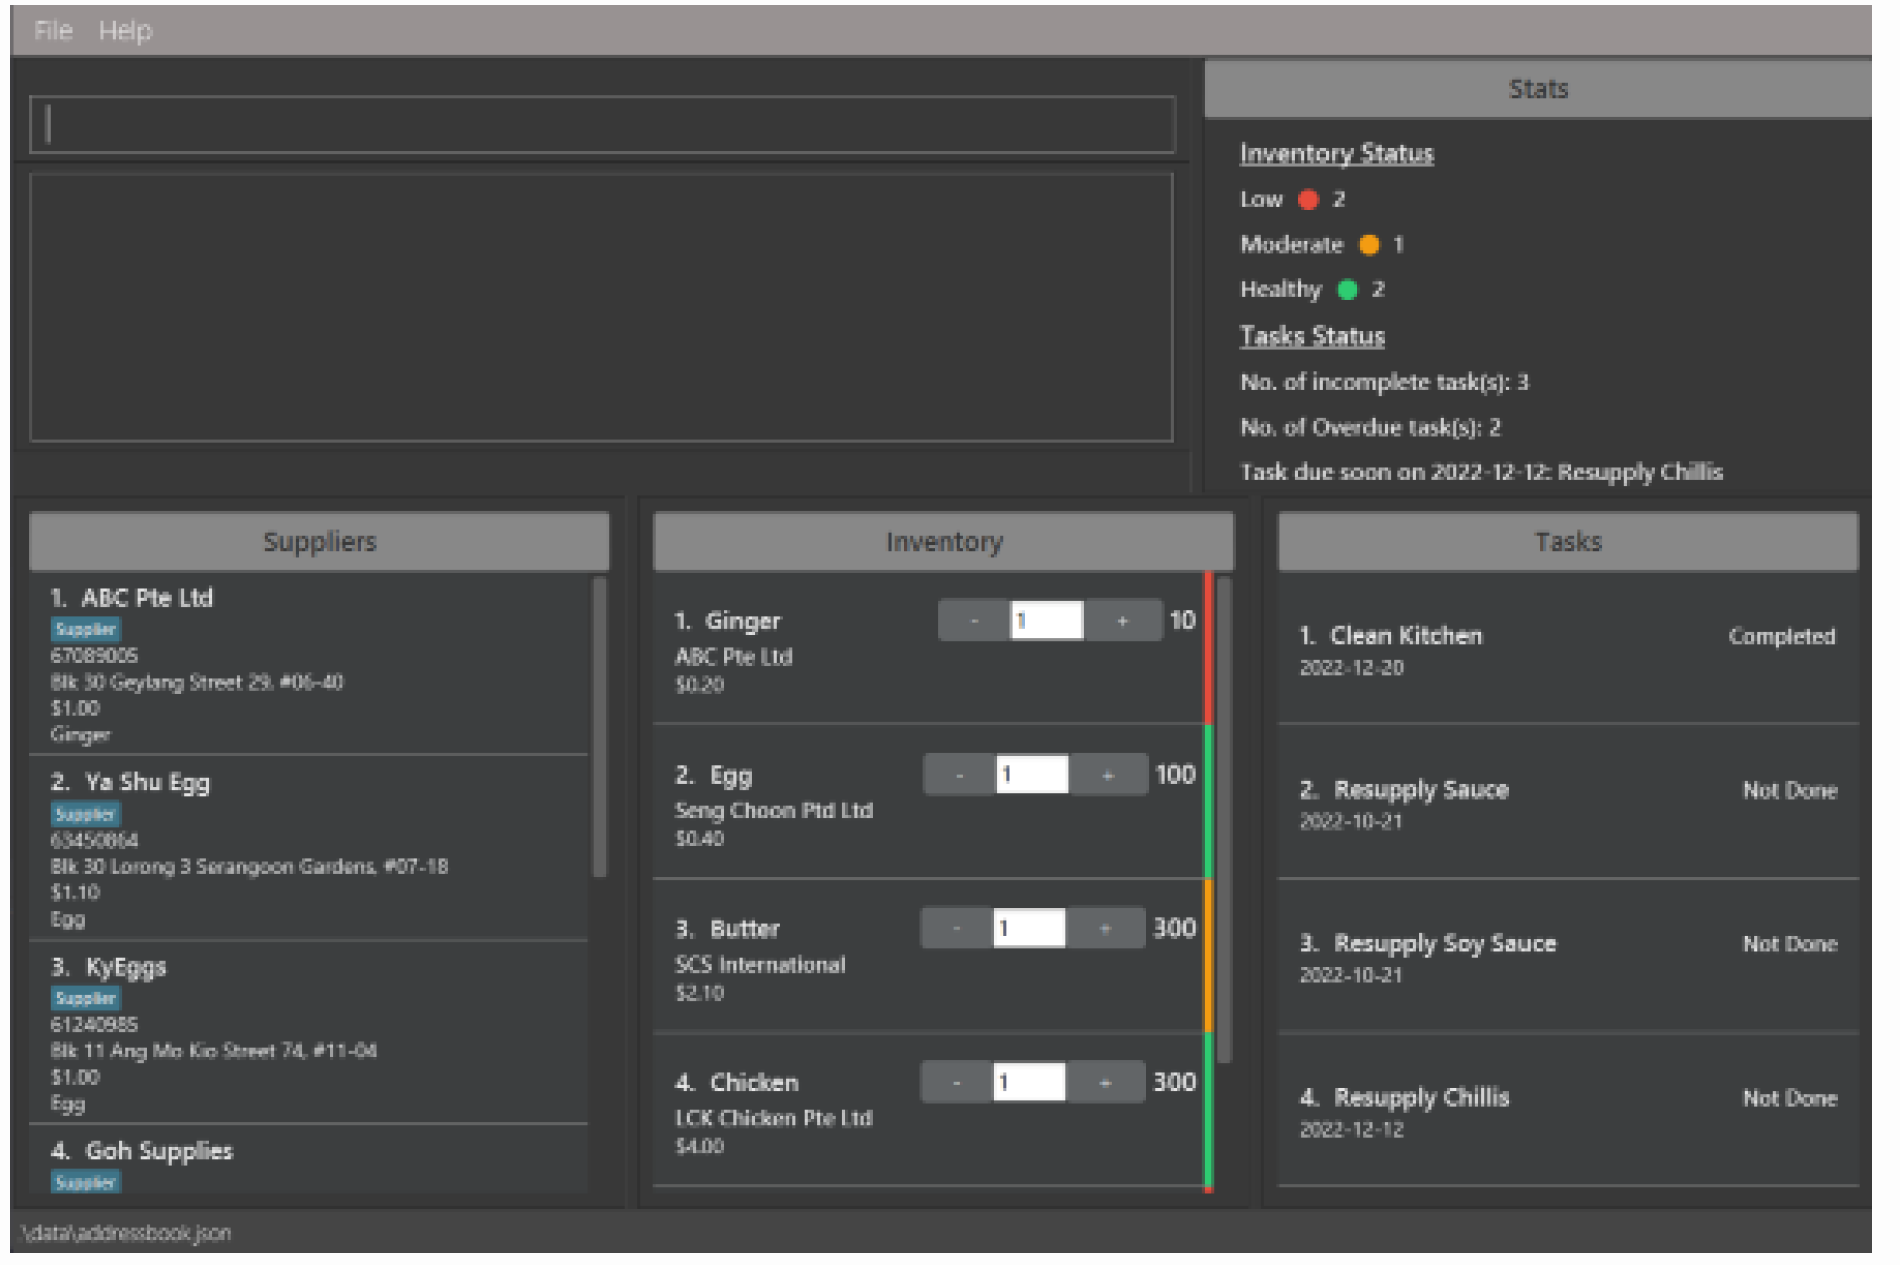 File Help
Stats
Inventory Status
Low 2
Moderate 1
Healthy 2
Tasks Status
No. of incomplete task(s): 3
No. of Overdue task(s): 2
Task due soon on 2022-12-12: Resupply Chillis
Suppliers
1. ABC Pte Ltd
Supplier
67089005
Blk 30 Geylang Street 29, #06-40
$1.00
Ginger
2. Ya Shu Egg
Supplier
63450864
Blk 30 Lorong 3 Serangoon Gardens, #07-18
$1.10
Egg
3. KyEggs
Supplier
61240985
Blk 11 Ang Mo Kio Street 74, #11-04
$1.00
Egg
4. Goh Supplies
Supplier
Inventory
1. Ginger - 1 + 10
ABC Pte Ltd
$0.20
2. Egg - 1 + 100
Seng Choon Ptd Ltd
$0.40
3. Butter - 1 + 300
SCS International
$2.10
4. Chicken - 1 + 300
LCK Chicken Pte Ltd
$4.00
Tasks
1. Clean Kitchen Completed
2022-12-20
2. Resupply Sauce Not Done
2022-10-21
3. Resupply Soy Sauce Not Done
2022-10-21
4. Resupply Chillis Not Done
2022-12-12
.\data\addressbook.json